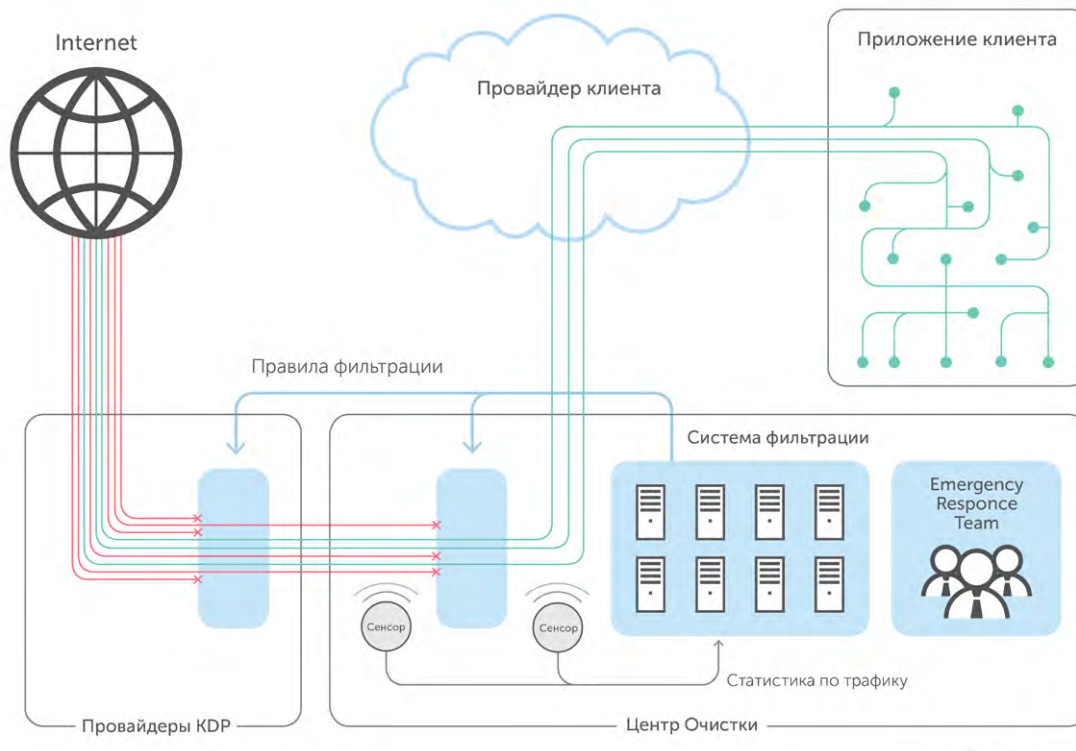 Internet
Провайдер клиента
Приложение клиента
Правила фильтрации
Система фильтрации
Emergency
Responce
Team
Сенсор
Сенсор
Статистика по трафику
Провайдеры KDP
Центр Очистки